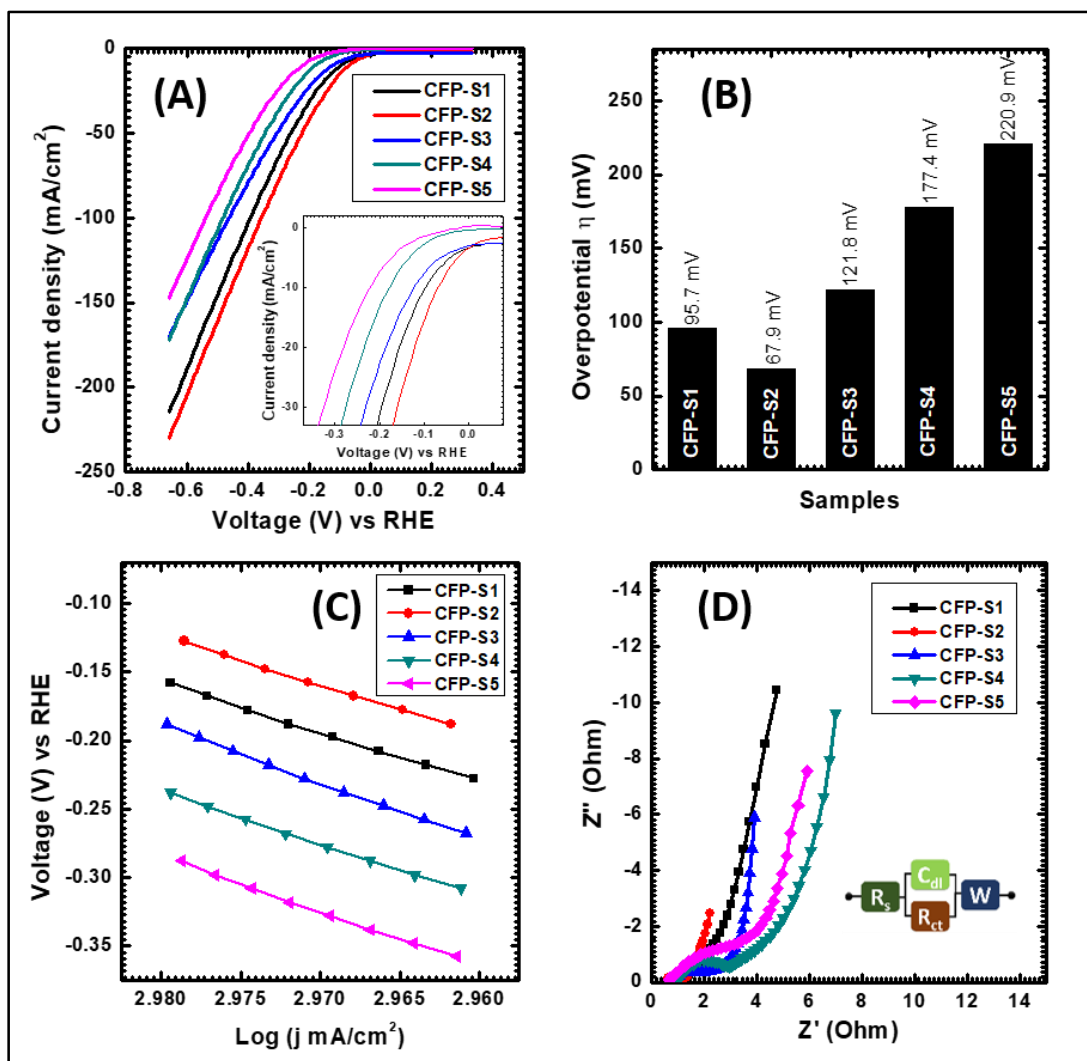 (A)
CFP-S1
CFP-S2
CFP-S3
CFP-S4
CFP-S5
0
-50
-100
-150
-200
-250
-0.8 -0.6 -0.4 -0.2 0.0 0.2 0.4
Current density (mA/cm²)
Voltage (V) vs RHE
0
-10
-20
-30
-0.3 -0.2 -0.1 0.0
Current density (mA/cm²)
Voltage (V) vs RHE
(B)
250
200
150
100
50
0
Overpotential η (mV)
95.7 mV
67.9 mV
121.8 mV
177.4 mV
220.9 mV
CFP-S1
CFP-S2
CFP-S3
CFP-S4
CFP-S5
Samples
(C)
CFP-S1
CFP-S2
CFP-S3
CFP-S4
CFP-S5
-0.10
-0.15
-0.20
-0.25
-0.30
-0.35
2.980 2.975 2.970 2.965 2.960
Voltage (V) vs RHE
Log (j mA/cm²)
(D)
CFP-S1
CFP-S2
CFP-S3
CFP-S4
CFP-S5
-14
-12
-10
-8
-6
-4
-2
0
0 2 4 6 8 10 12 14
Z'' (Ohm)
Z' (Ohm)
Rs
Cdl
Rct
W